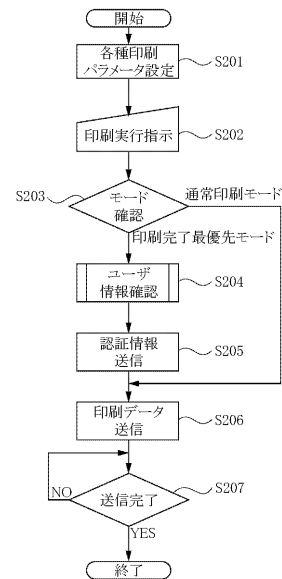 開始
各種印刷
パラメータ設定
S201
印刷実行指示
S202
S203
モード
確認
通常印刷モード
印刷完了最優先モード
ユーザ
情報確認
S204
認証情報
送信
S205
印刷データ
送信
S206
NO
送信完了
S207
YES
終了